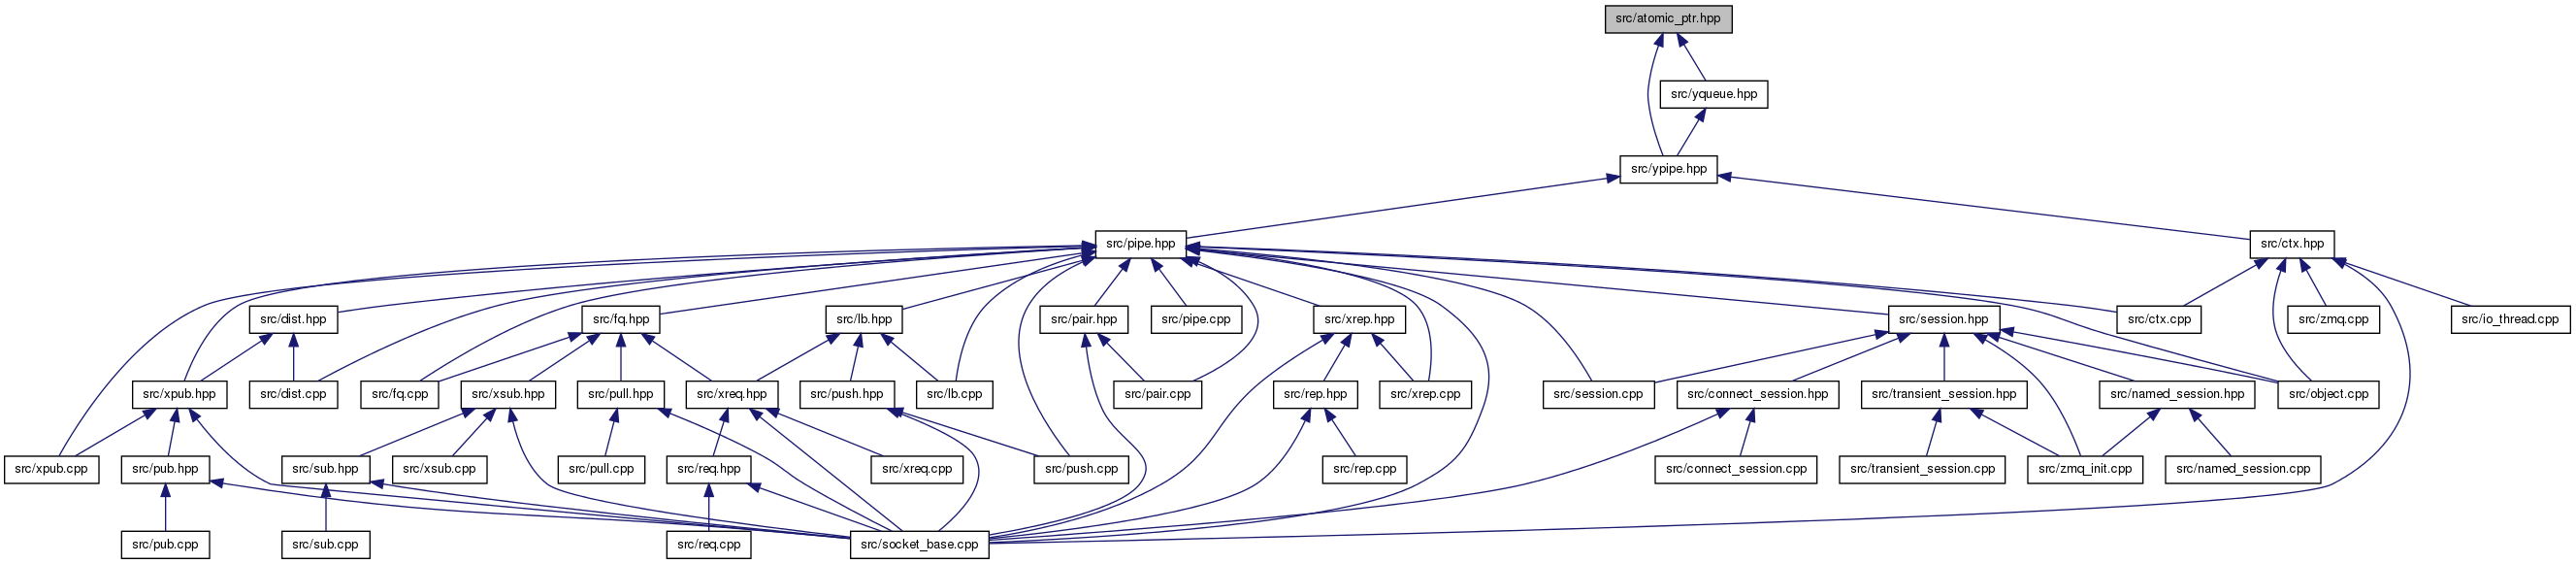 src/atomic_ptr.hpp
src/yqueue.hpp
src/ypipe.hpp
src/pipe.hpp
src/ctx.hpp
src/dist.hpp
src/fq.hpp
src/lb.hpp
src/pair.hpp
src/pipe.cpp
src/xrep.hpp
src/session.hpp
src/ctx.cpp
src/zmq.cpp
src/io_thread.cpp
src/xpub.hpp
src/dist.cpp
src/fq.cpp
src/xsub.hpp
src/pull.hpp
src/xreq.hpp
src/push.hpp
src/lb.cpp
src/pair.cpp
src/rep.hpp
src/xrep.cpp
src/session.cpp
src/connect_session.hpp
src/transient_session.hpp
src/named_session.hpp
src/object.cpp
src/xpub.cpp
src/pub.hpp
src/sub.hpp
src/xsub.cpp
src/pull.cpp
src/req.hpp
src/xreq.cpp
src/push.cpp
src/rep.cpp
src/connect_session.cpp
src/transient_session.cpp
src/zmq_init.cpp
src/named_session.cpp
src/pub.cpp
src/sub.cpp
src/req.cpp
src/socket_base.cpp